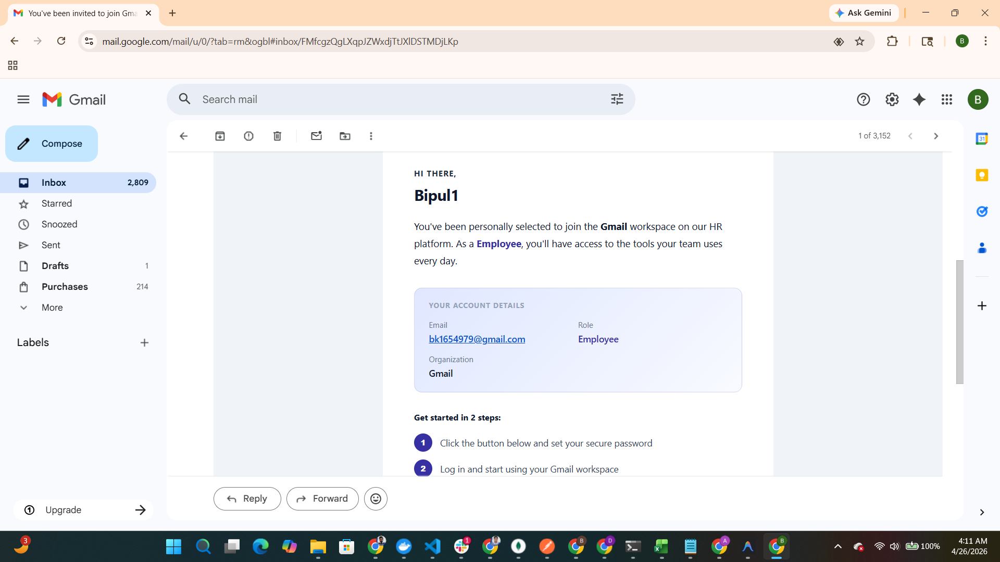 You've been invited to join Gma
Ask Gemini
mail.google.com/mail/u/0/?tab=rm&ogbl#inbox/FMfcgzQgLXqpJZWxdjTtJXlDSTMDjLKp
B
Gmail
Search mail
B
Compose
1 of 3,152
31
Inbox 2,809
Starred
Snoozed
Sent
Drafts 1
Purchases 214
More
Labels
Upgrade
HI THERE,
Bipul1
You've been personally selected to join the Gmail workspace on our HR
platform. As a Employee, you'll have access to the tools your team uses
every day.
YOUR ACCOUNT DETAILS
Email Role
bk1654979@gmail.com Employee
Organization
Gmail
Get started in 2 steps:
1 Click the button below and set your secure password
2 Log in and start using your Gmail workspace
Reply Forward
3
1
B
D
A
B
100%
4:11 AM
4/26/2026